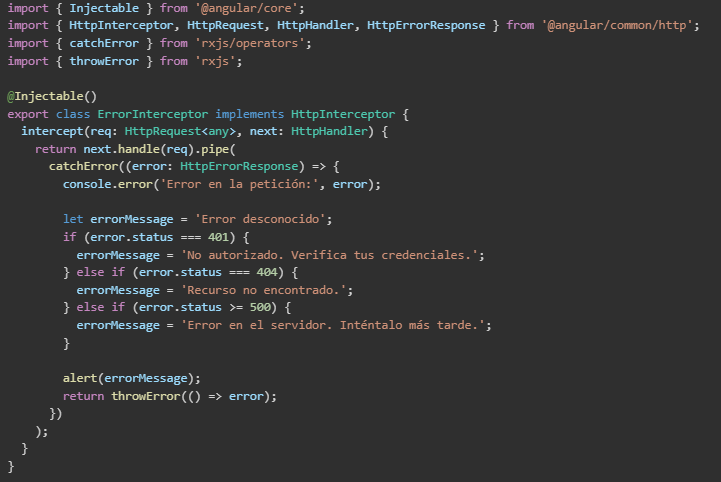 import { Injectable } from '@angular/core';
import { HttpInterceptor, HttpRequest, HttpHandler, HttpErrorResponse } from '@angular/common/http';
import { catchError } from 'rxjs/operators';
import { throwError } from 'rxjs';

@Injectable()
export class ErrorInterceptor implements HttpInterceptor {
  intercept(req: HttpRequest<any>, next: HttpHandler) {
    return next.handle(req).pipe(
      catchError((error: HttpErrorResponse) => {
        console.error('Error en la petición:', error);

        let errorMessage = 'Error desconocido';
        if (error.status === 401) {
          errorMessage = 'No autorizado. Verifica tus credenciales.';
        } else if (error.status === 404) {
          errorMessage = 'Recurso no encontrado.';
        } else if (error.status >= 500) {
          errorMessage = 'Error en el servidor. Inténtalo más tarde.';
        }

        alert(errorMessage);
        return throwError(() => error);
      })
    );
  }
}